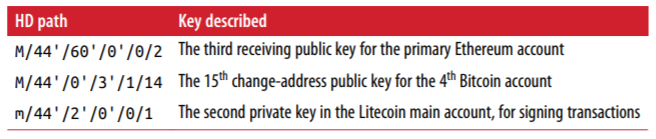 HD path Key described
M/44'/60'/0'/0/2 The third receiving public key for the primary Ethereum account
M/44'/0'/3'/1/14 The 15th change-address public key for the 4th Bitcoin account
m/44'/2'/0'/0/1 The second private key in the Litecoin main account, for signing transactions